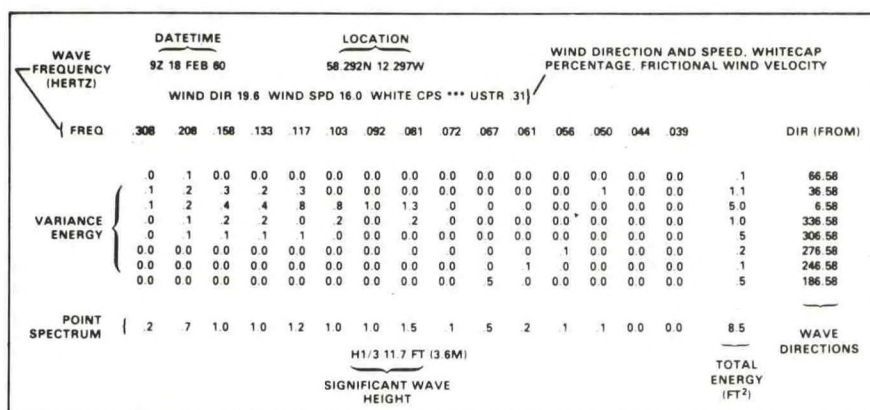 DATETIME LOCATION
WAVE FREQUENCY (HERTZ)
9Z 18 FEB 60 58.292N 12.297W
WIND DIRECTION AND SPEED, WHITECAP PERCENTAGE, FRICTIONAL WIND VELOCITY
WIND DIR 19.6 WIND SPD 16.0 WHITE CPS *** USTR .31
FREQ .308 .208 .158 .133 .117 .103 .092 .081 .072 .067 .061 .056 .050 .044 .039 DIR (FROM)
.0 .1 0.0 0.0 0.0 0.0 0.0 0.0 0.0 0.0 0.0 0.0 0.0 0.0 0.0 .1 66.58
.1 .2 .3 .2 .3 0.0 0.0 0.0 0.0 0.0 0.0 0.0 .1 0.0 0.0 1.1 36.58
.1 .2 .4 .4 .8 .8 1.0 1.3 .0 .0 .0 0.0 0.0 0.0 0.0 5.0 6.58
VARIANCE ENERGY
.0 .1 .2 .2 .0 .2 0.0 .2 0.0 .0 0.0 0.0 0.0 0.0 0.0 1.0 336.58
.0 .1 .1 .1 .1 .0 0.0 0.0 0.0 0.0 0.0 0.0 0.0 0.0 0.0 .5 306.58
0.0 0.0 0.0 0.0 0.0 0.0 0.0 .0 .0 .0 .0 .1 0.0 0.0 0.0 .2 276.58
0.0 0.0 0.0 0.0 0.0 0.0 0.0 0.0 0.0 .0 .1 .0 0.0 0.0 0.0 .1 246.58
0.0 0.0 0.0 0.0 0.0 0.0 0.0 0.0 0.0 .5 .0 0.0 0.0 0.0 0.0 .5 186.58
POINT SPECTRUM .2 .7 1.0 1.0 1.2 1.0 1.0 1.5 .1 .5 .2 .1 .1 0.0 0.0 8.5
WAVE DIRECTIONS
H1/3 11.7 FT (3.6M)
SIGNIFICANT WAVE HEIGHT
TOTAL ENERGY (FT²)